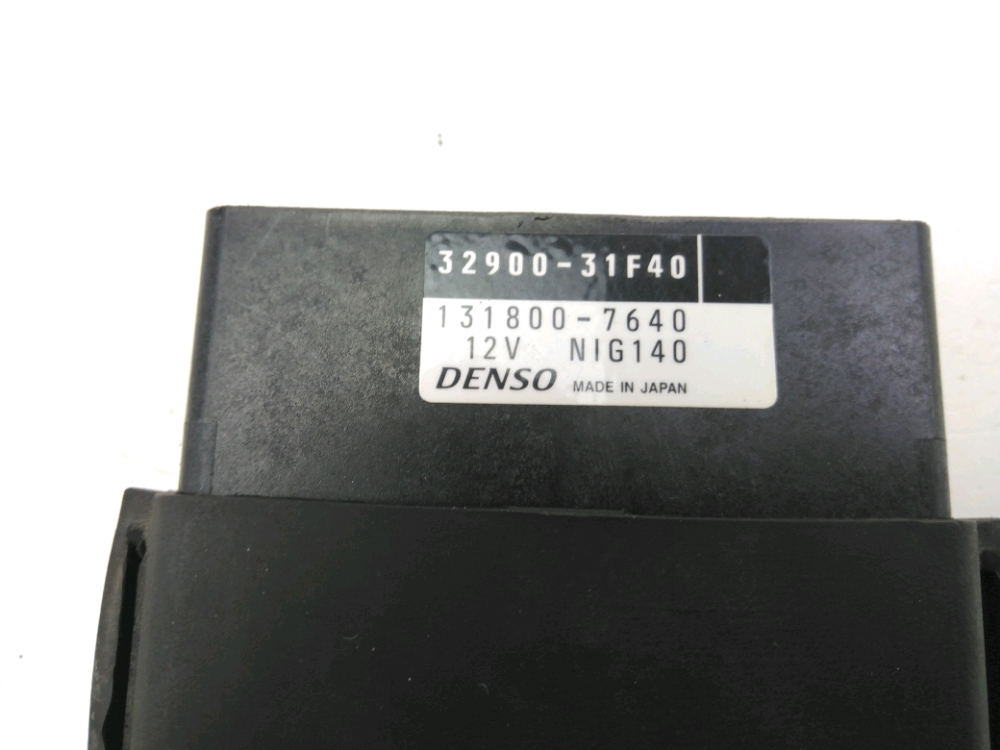 32900-31F40
131800-7640
12V NIG140
DENSO MADE IN JAPAN